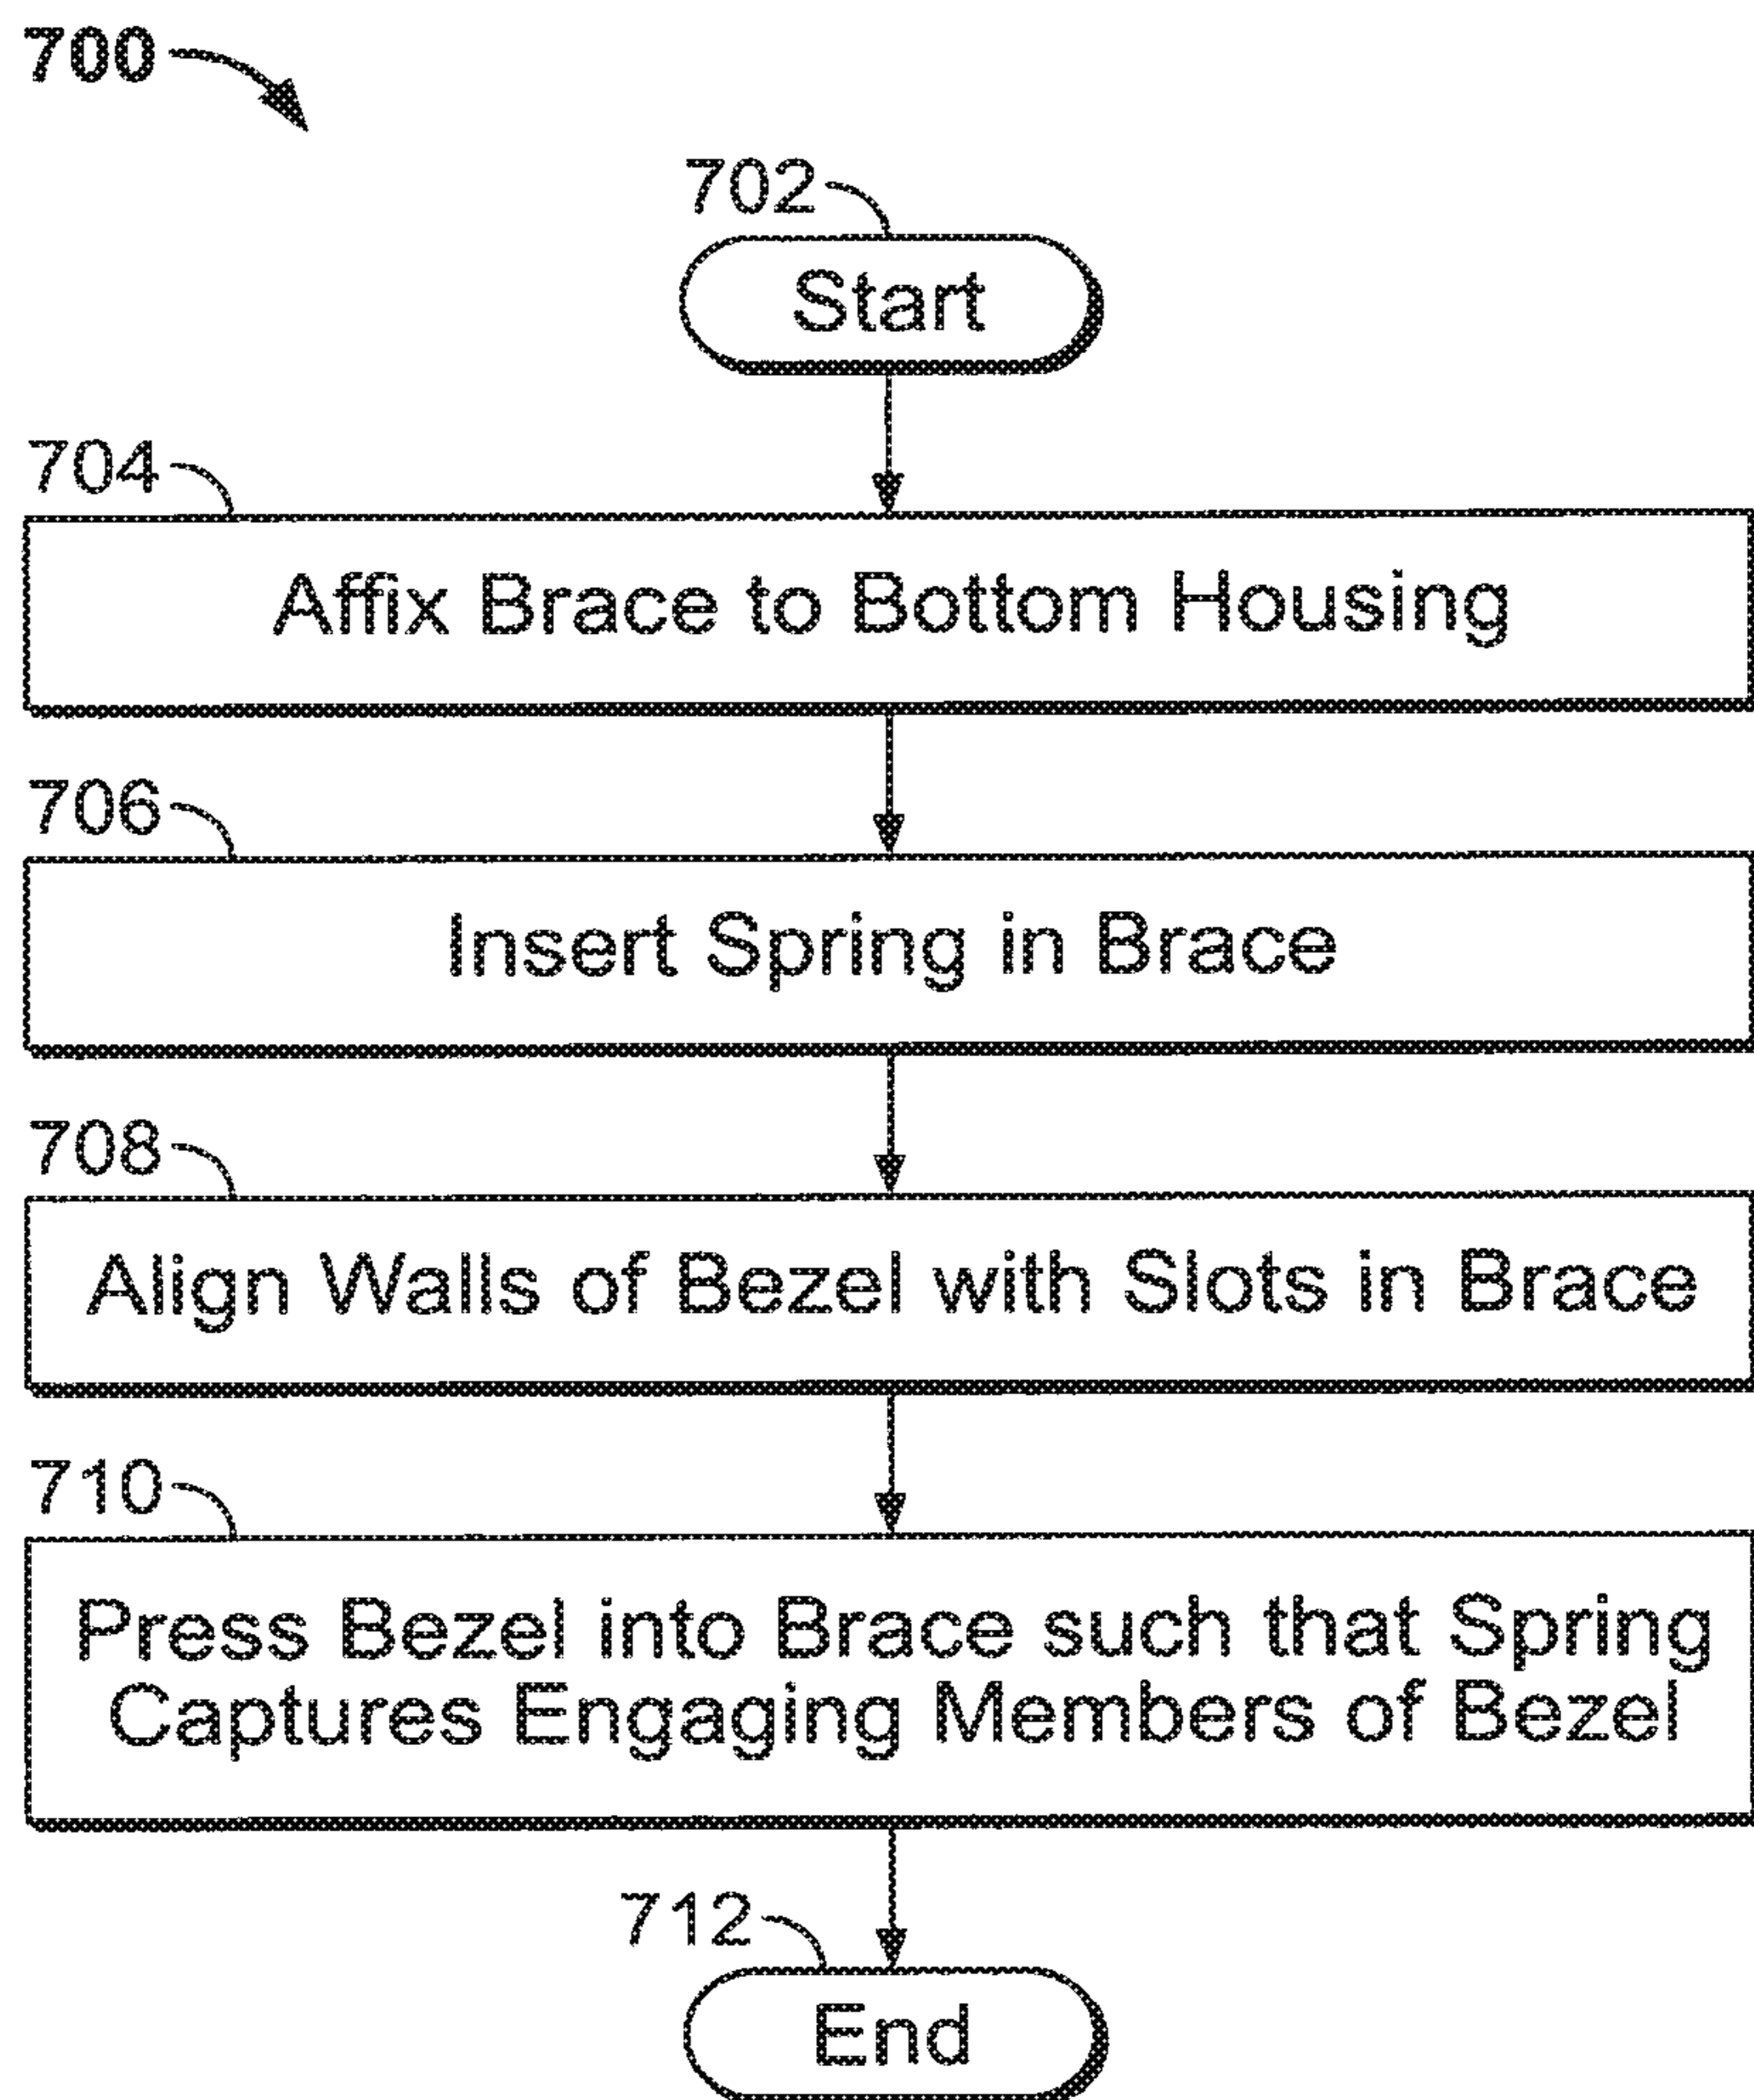 700
702
Start
704
Affix Brace to Bottom Housing
706
Insert Spring in Brace
708
Align Walls of Bezel with Slots in Brace
710
Press Bezel into Brace such that Spring
Captures Engaging Members of Bezel
712
End